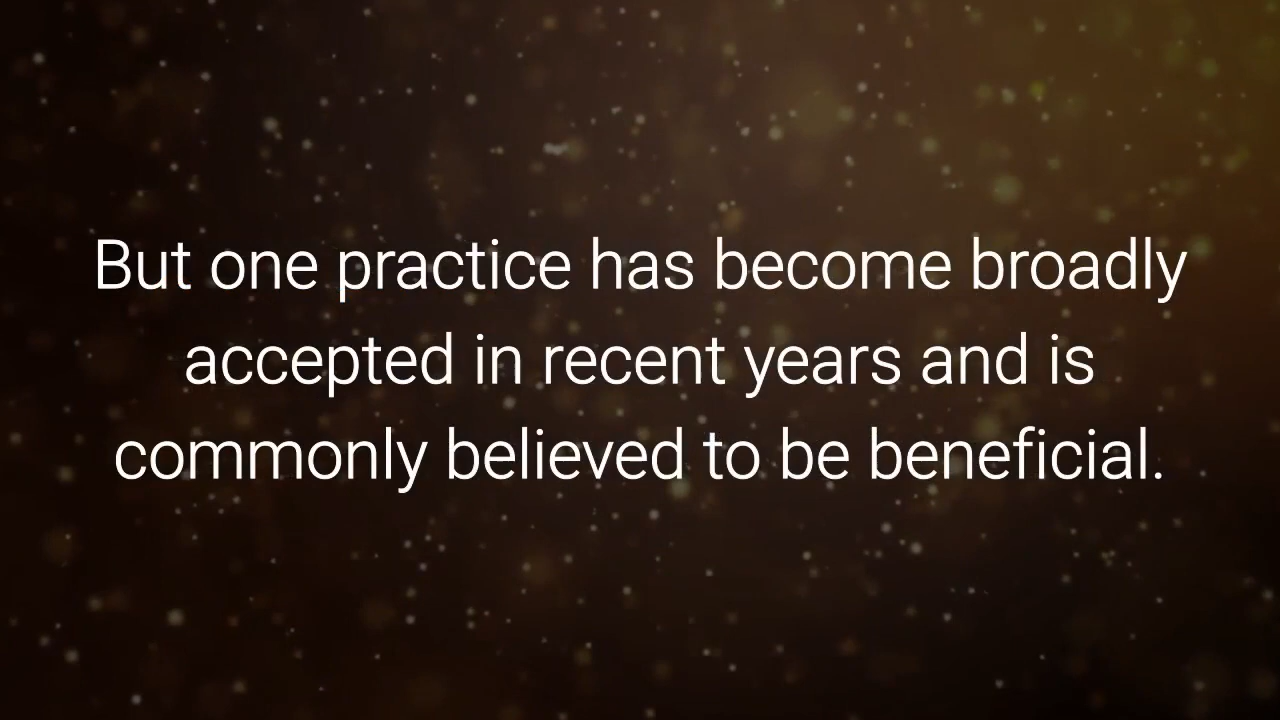 But one practice has become broadly
accepted in recent years and is
commonly believed to be beneficial.